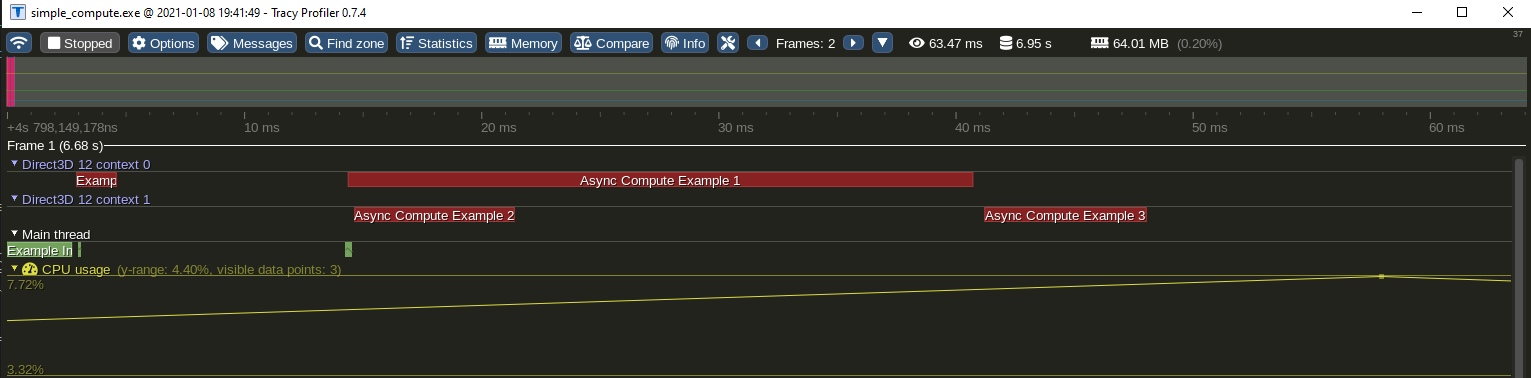 simple_compute.exe @ 2021-01-08 19:41:49 - Tracy Profiler 0.7.4
Stopped Options Messages Find zone Statistics Memory Compare Info Frames: 2 63.47 ms 6.95 s 64.01 MB (0.20%) 37
+4s 798,149,178ns 10 ms 20 ms 30 ms 40 ms 50 ms 60 ms
Frame 1 (6.68 s)
Direct3D 12 context 0
Examp Async Compute Example 1
Direct3D 12 context 1
Async Compute Example 2 Async Compute Example 3
Main thread
Example In
CPU usage (y-range: 4.40%, visible data points: 3)
7.72%
3.32%